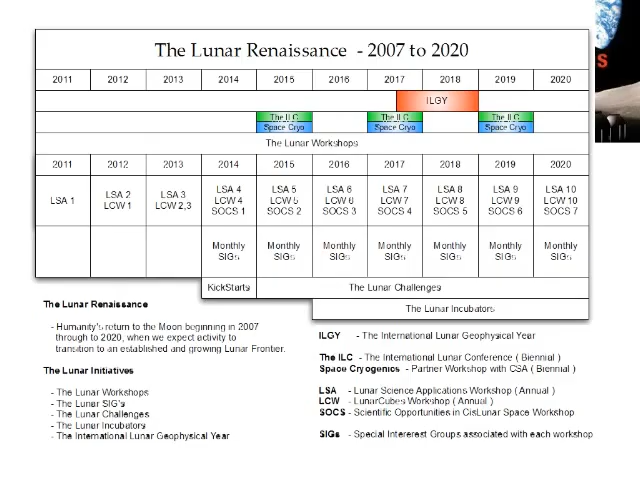 The Lunar Renaissance - 2007 to 2020
2011 2012 2013 2014 2015 2016 2017 2018 2019 2020
ILGY
The ILC The ILC The ILC
Space Cryo Space Cryo Space Cryo
The Lunar Workshops
2011 2012 2013 2014 2015 2016 2017 2018 2019 2020
LSA 1
LSA 2
LCW 1
LSA 3
LCW 2,3
LSA 4
LCW 4
SOCS 1
LSA 5
LCW 5
SOCS 2
LSA 6
LCW 6
SOCS 3
LSA 7
LCW 7
SOCS 4
LSA 8
LCW 8
SOCS 5
LSA 9
LCW 9
SOCS 6
LSA 10
LCW 10
SOCS 7
Monthly
SIGs
Monthly
SIGs
Monthly
SIGs
Monthly
SIGs
Monthly
SIGs
Monthly
SIGs
Monthly
SIGs
KickStarts The Lunar Challenges
The Lunar Incubators
The Lunar Renaissance
- Humanity's return to the Moon beginning in 2007
through to 2020, when we expect activity to
transition to an established and growing Lunar Frontier.
The Lunar Initiatives
- The Lunar Workshops
- The Lunar SIG's
- The Lunar Challenges
- The Lunar Incubators
- The International Lunar Geophysical Year
ILGY - The International Lunar Geophysical Year
The ILC - The International Lunar Conference ( Biennial )
Space Cryogenics - Partner Workshop with CSA ( Biennial )
LSA - Lunar Science Applications Workshop ( Annual )
LCW - LunarCubes Workshop ( Annual )
SOCS - Scientific Opportunities in CisLunar Space Workshop
SIGs - Special Intererest Groups associated with each workshop
S